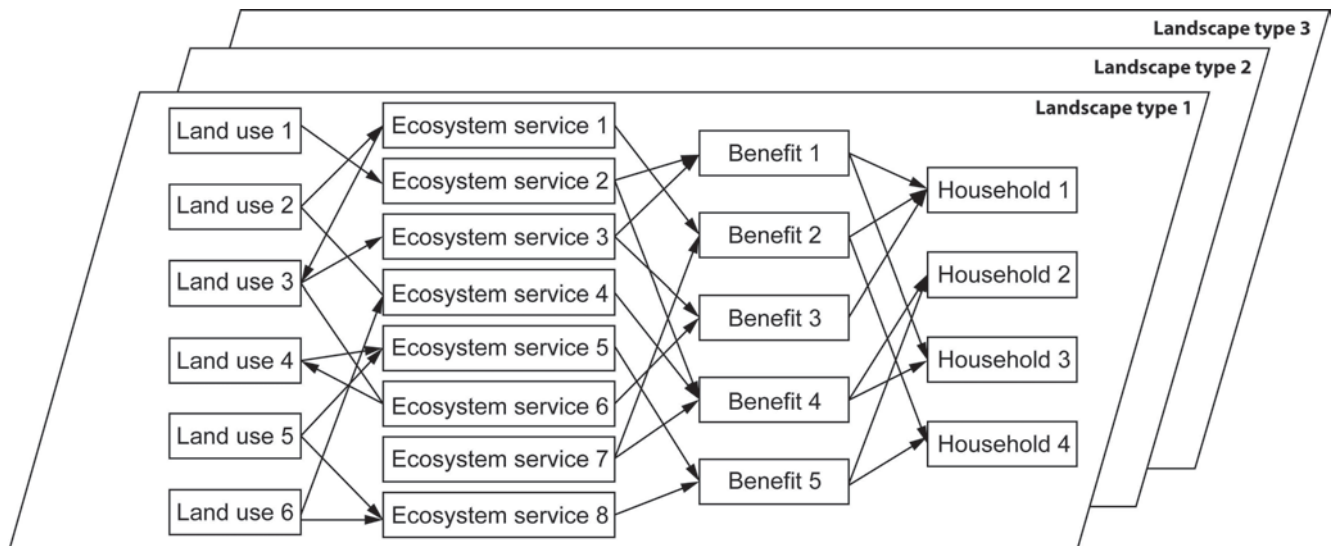 Landscape type 3
Landscape type 2
Landscape type 1
Land use 1
Land use 2
Land use 3
Land use 4
Land use 5
Land use 6
Ecosystem service 1
Ecosystem service 2
Ecosystem service 3
Ecosystem service 4
Ecosystem service 5
Ecosystem service 6
Ecosystem service 7
Ecosystem service 8
Benefit 1
Benefit 2
Benefit 3
Benefit 4
Benefit 5
Household 1
Household 2
Household 3
Household 4